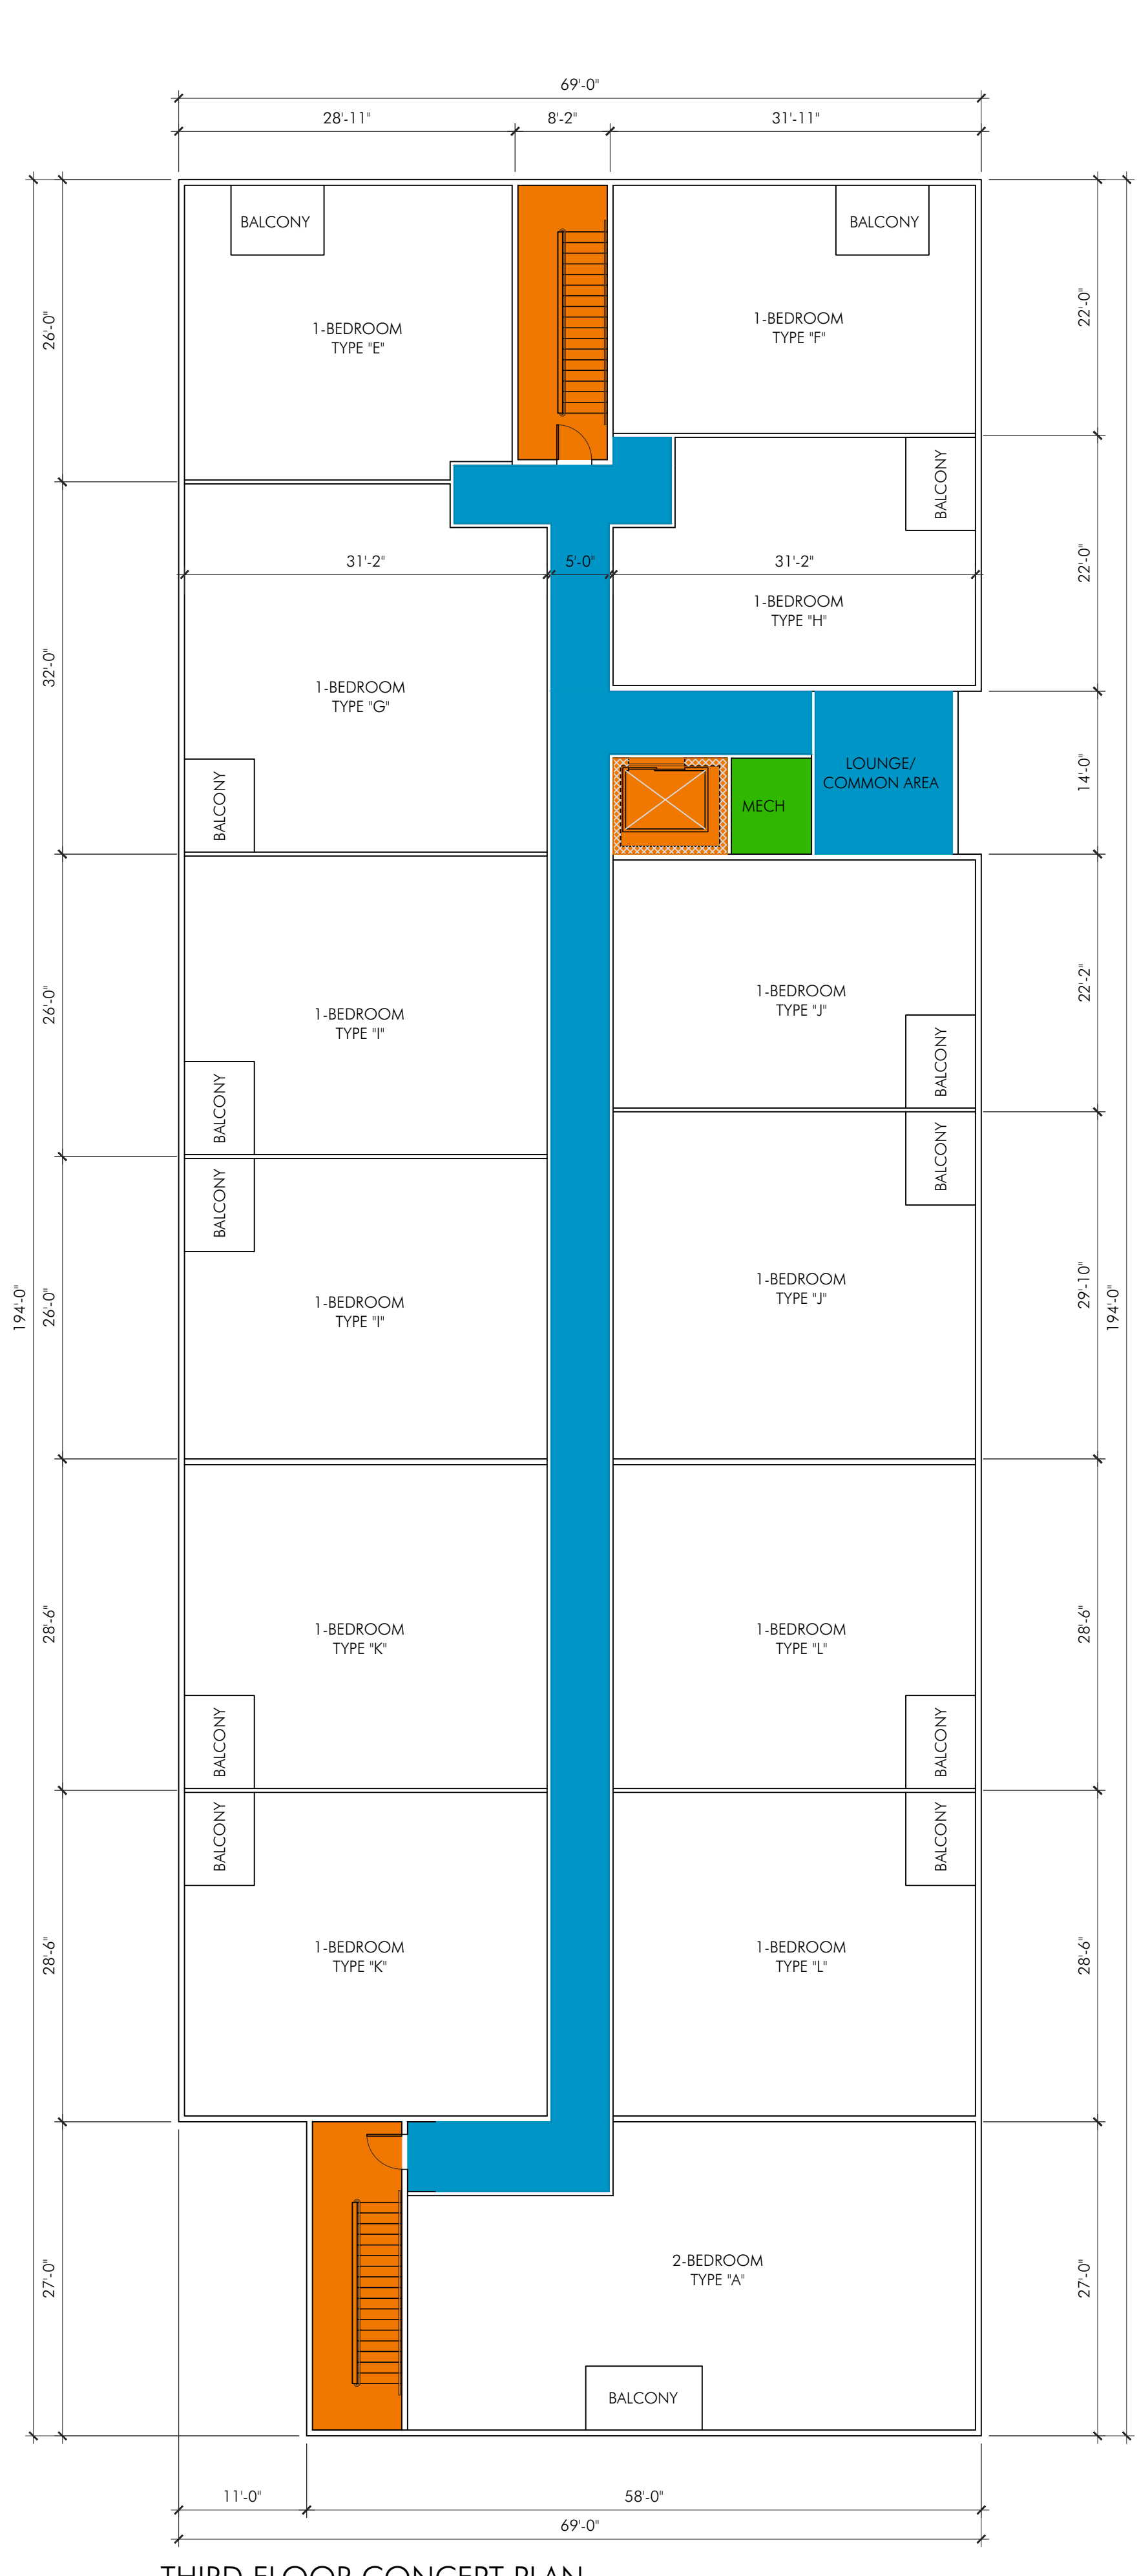 69'-0"
28'-11"
8'-2"
31'-11"
BALCONY
BALCONY
26'-0"
22'-0"
1-BEDROOM
TYPE "E"
1-BEDROOM
TYPE "F"
BALCONY
31'-2"
5'-0"
31'-2"
22'-0"
1-BEDROOM
TYPE "H"
32'-0"
1-BEDROOM
TYPE "G"
LOUNGE/
COMMON AREA
14'-0"
MECH
BALCONY
26'-0"
22'-2"
1-BEDROOM
TYPE "I"
1-BEDROOM
TYPE "J"
BALCONY
BALCONY
BALCONY
BALCONY
194'-0"
26'-0"
1-BEDROOM
TYPE "I"
1-BEDROOM
TYPE "J"
29'-10"
194'-0"
28'-6"
1-BEDROOM
TYPE "K"
1-BEDROOM
TYPE "L"
28'-6"
BALCONY
BALCONY
BALCONY
BALCONY
28'-6"
1-BEDROOM
TYPE "K"
1-BEDROOM
TYPE "L"
28'-6"
27'-0"
2-BEDROOM
TYPE "A"
27'-0"
BALCONY
11'-0"
58'-0"
69'-0"
THIRD FLOOR CONCEPT PLAN